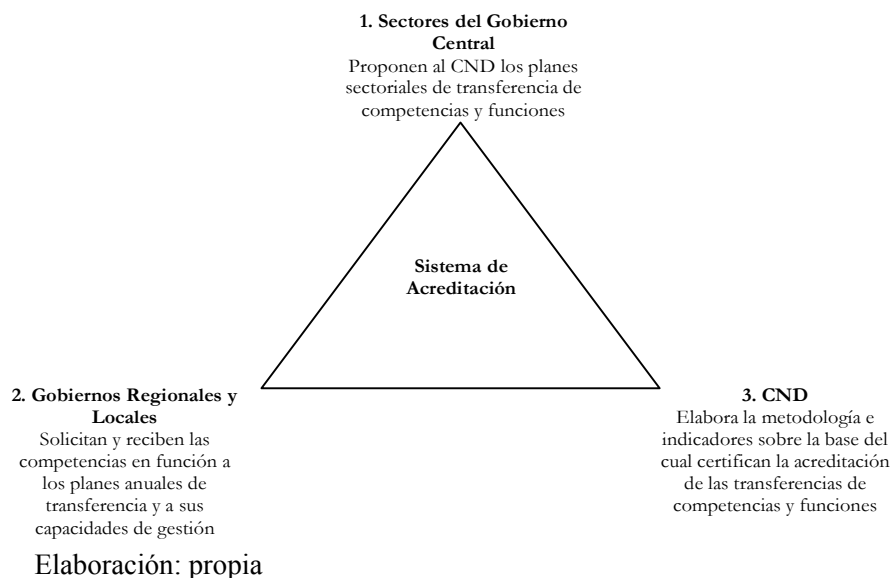 1. Sectores del Gobierno
Central
Proponen al CND los planes
sectoriales de transferencia de
competencias y funciones
Sistema de
Acreditación
2. Gobiernos Regionales y
Locales
Solicitan y reciben las
competencias en función a
los planes anuales de
transferencia y a sus
capacidades de gestión
3. CND
Elabora la metodología e
indicadores sobre la base del
cual certifican la acreditación
de las transferencias de
competencias y funciones
Elaboración: propia